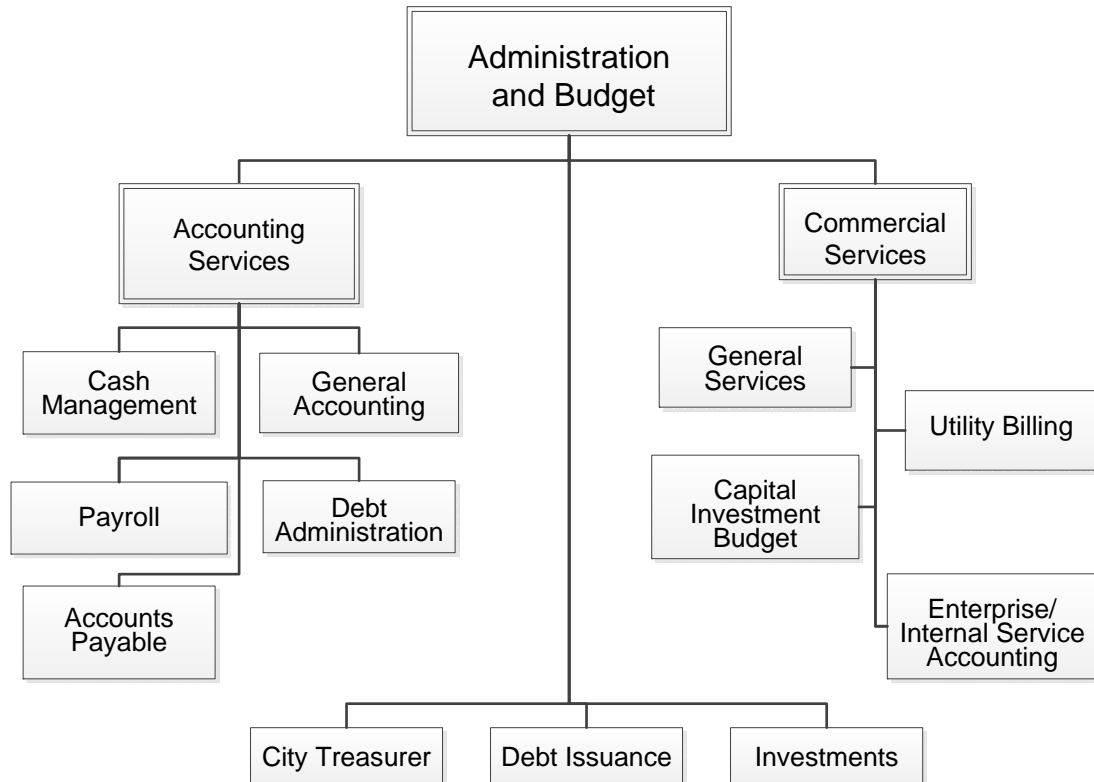 Administration
and Budget
Accounting
Services
Commercial
Services
Cash
Management
General
Accounting
General
Services
Utility Billing
Payroll
Debt
Administration
Capital
Investment
Budget
Accounts
Payable
Enterprise/
Internal Service
Accounting
City Treasurer
Debt Issuance
Investments